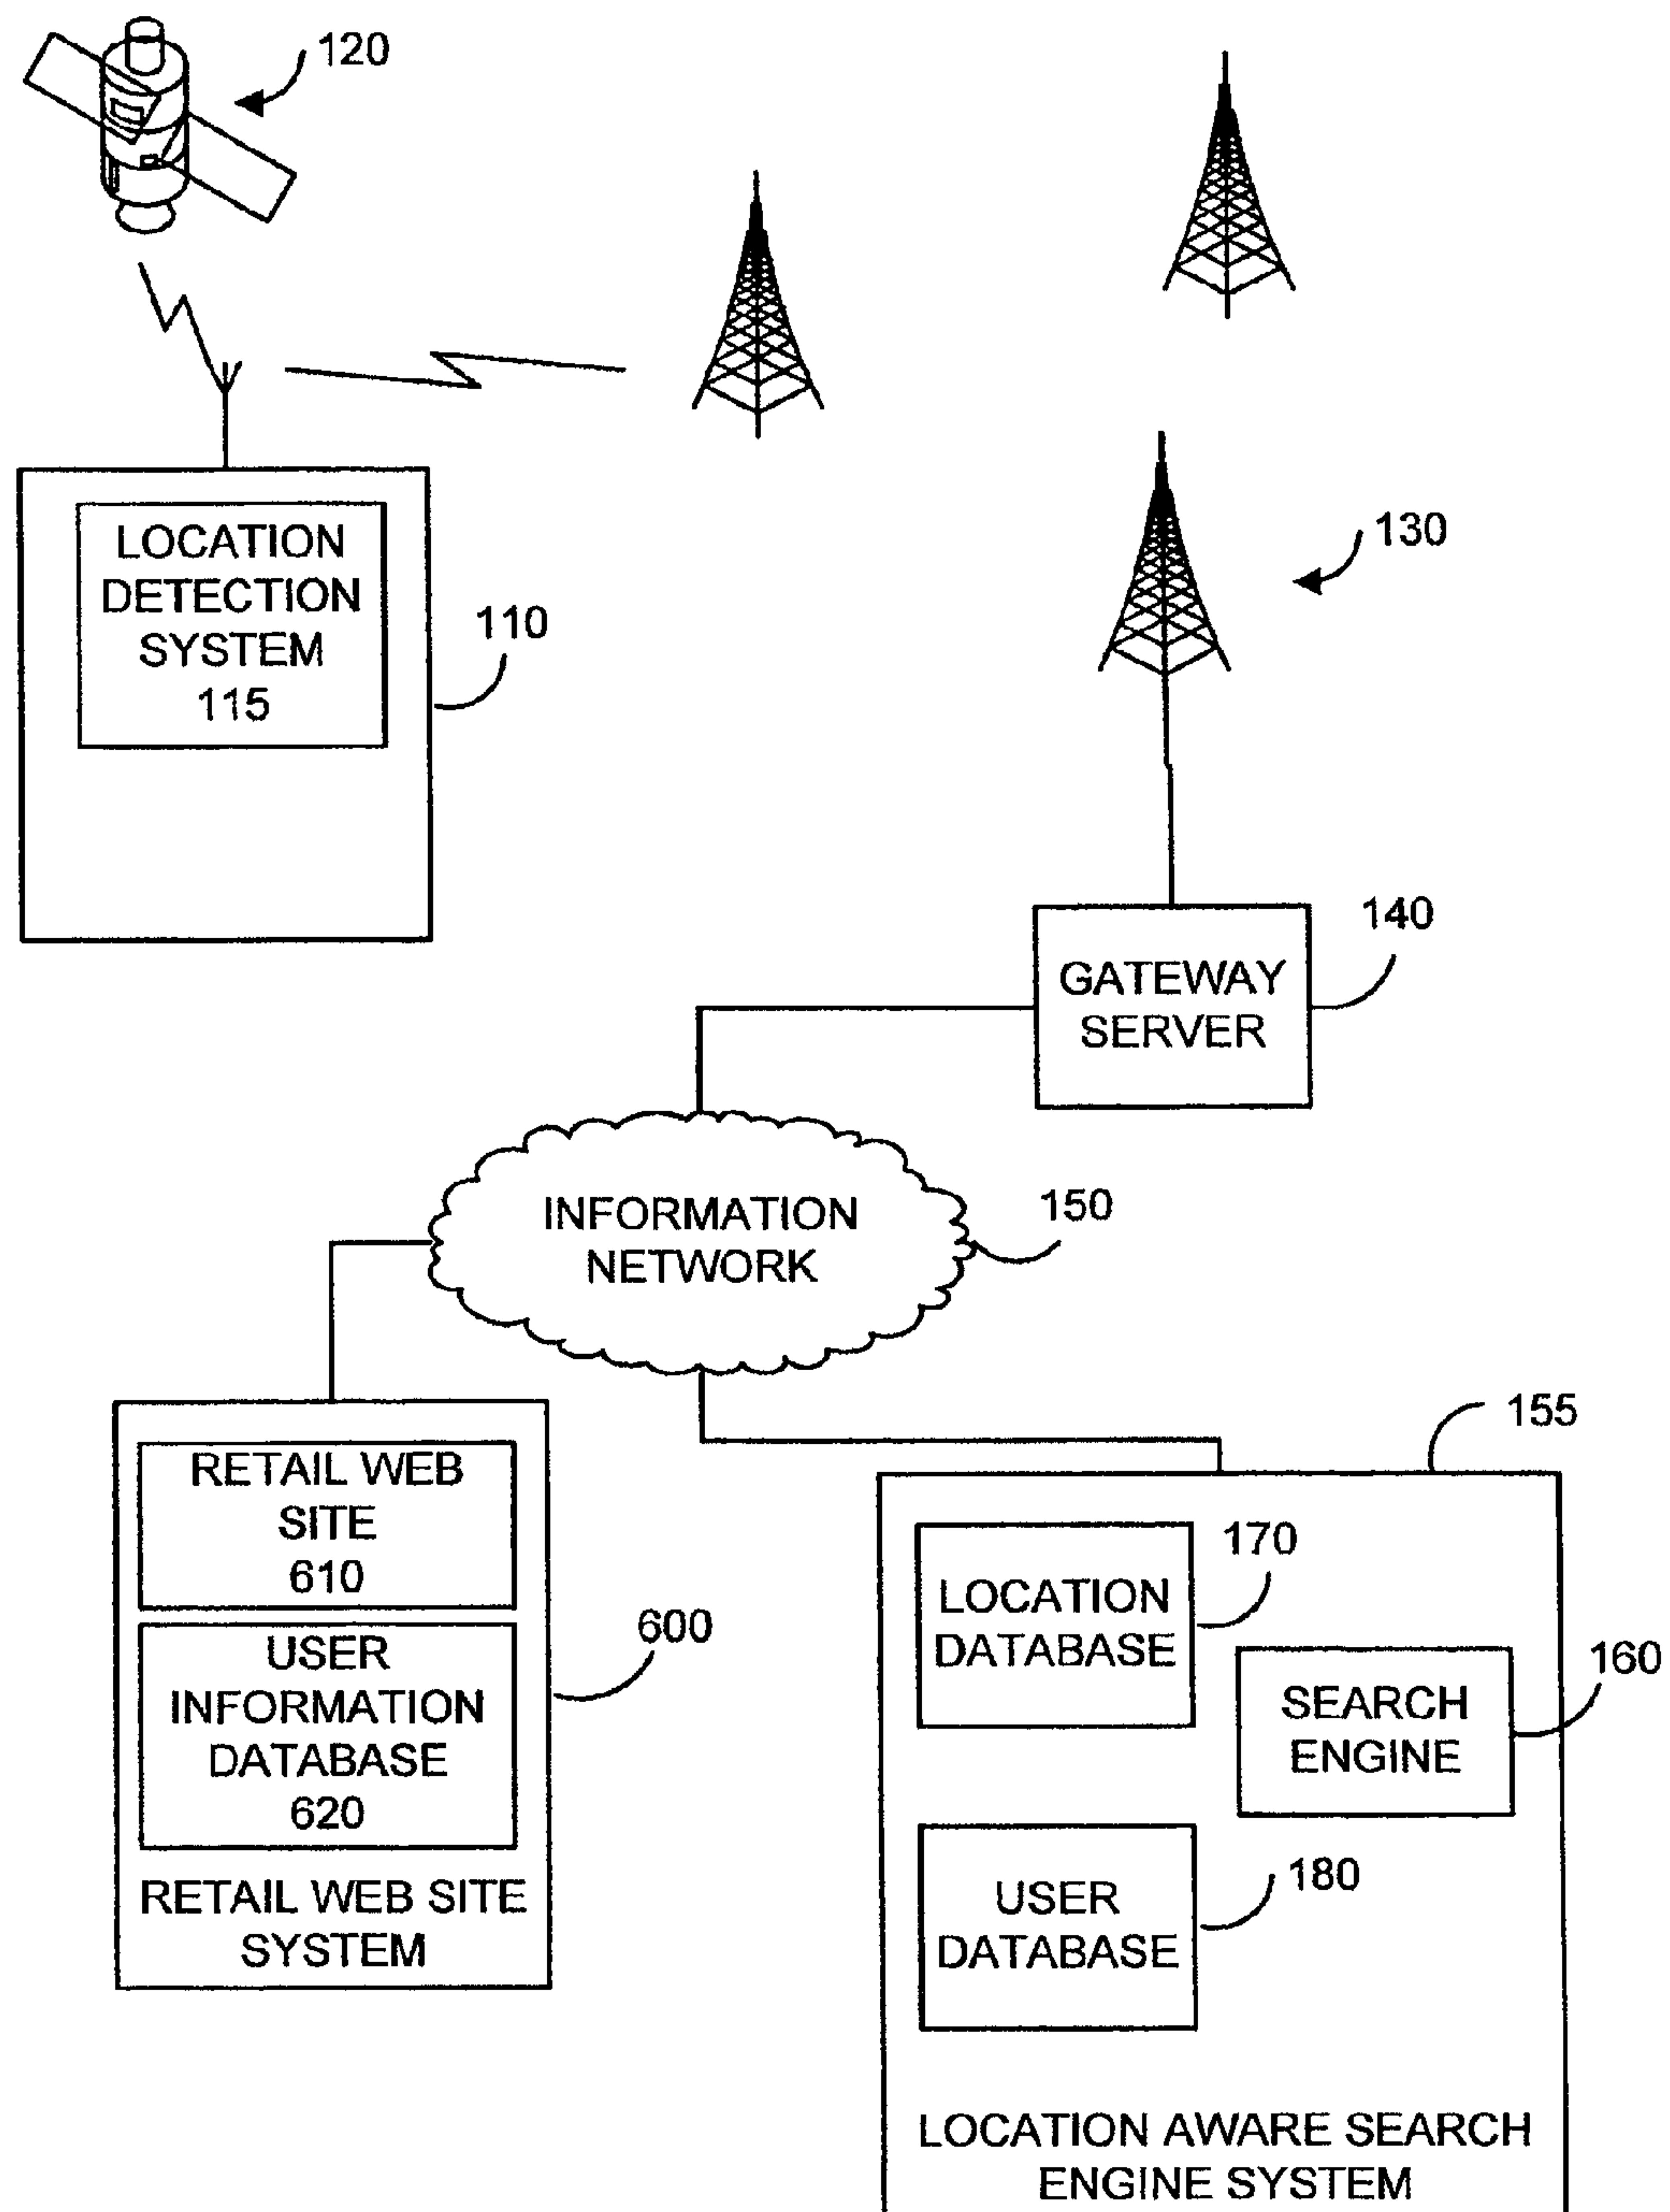 120
130
LOCATION
DETECTION
SYSTEM
115
110
140
GATEWAY
SERVER
150
INFORMATION
NETWORK
155
RETAIL WEB
SITE
610
USER
INFORMATION
DATABASE
620
RETAIL WEB SITE
SYSTEM
600
170
LOCATION
DATABASE
160
SEARCH
ENGINE
180
USER
DATABASE
LOCATION AWARE SEARCH
ENGINE SYSTEM